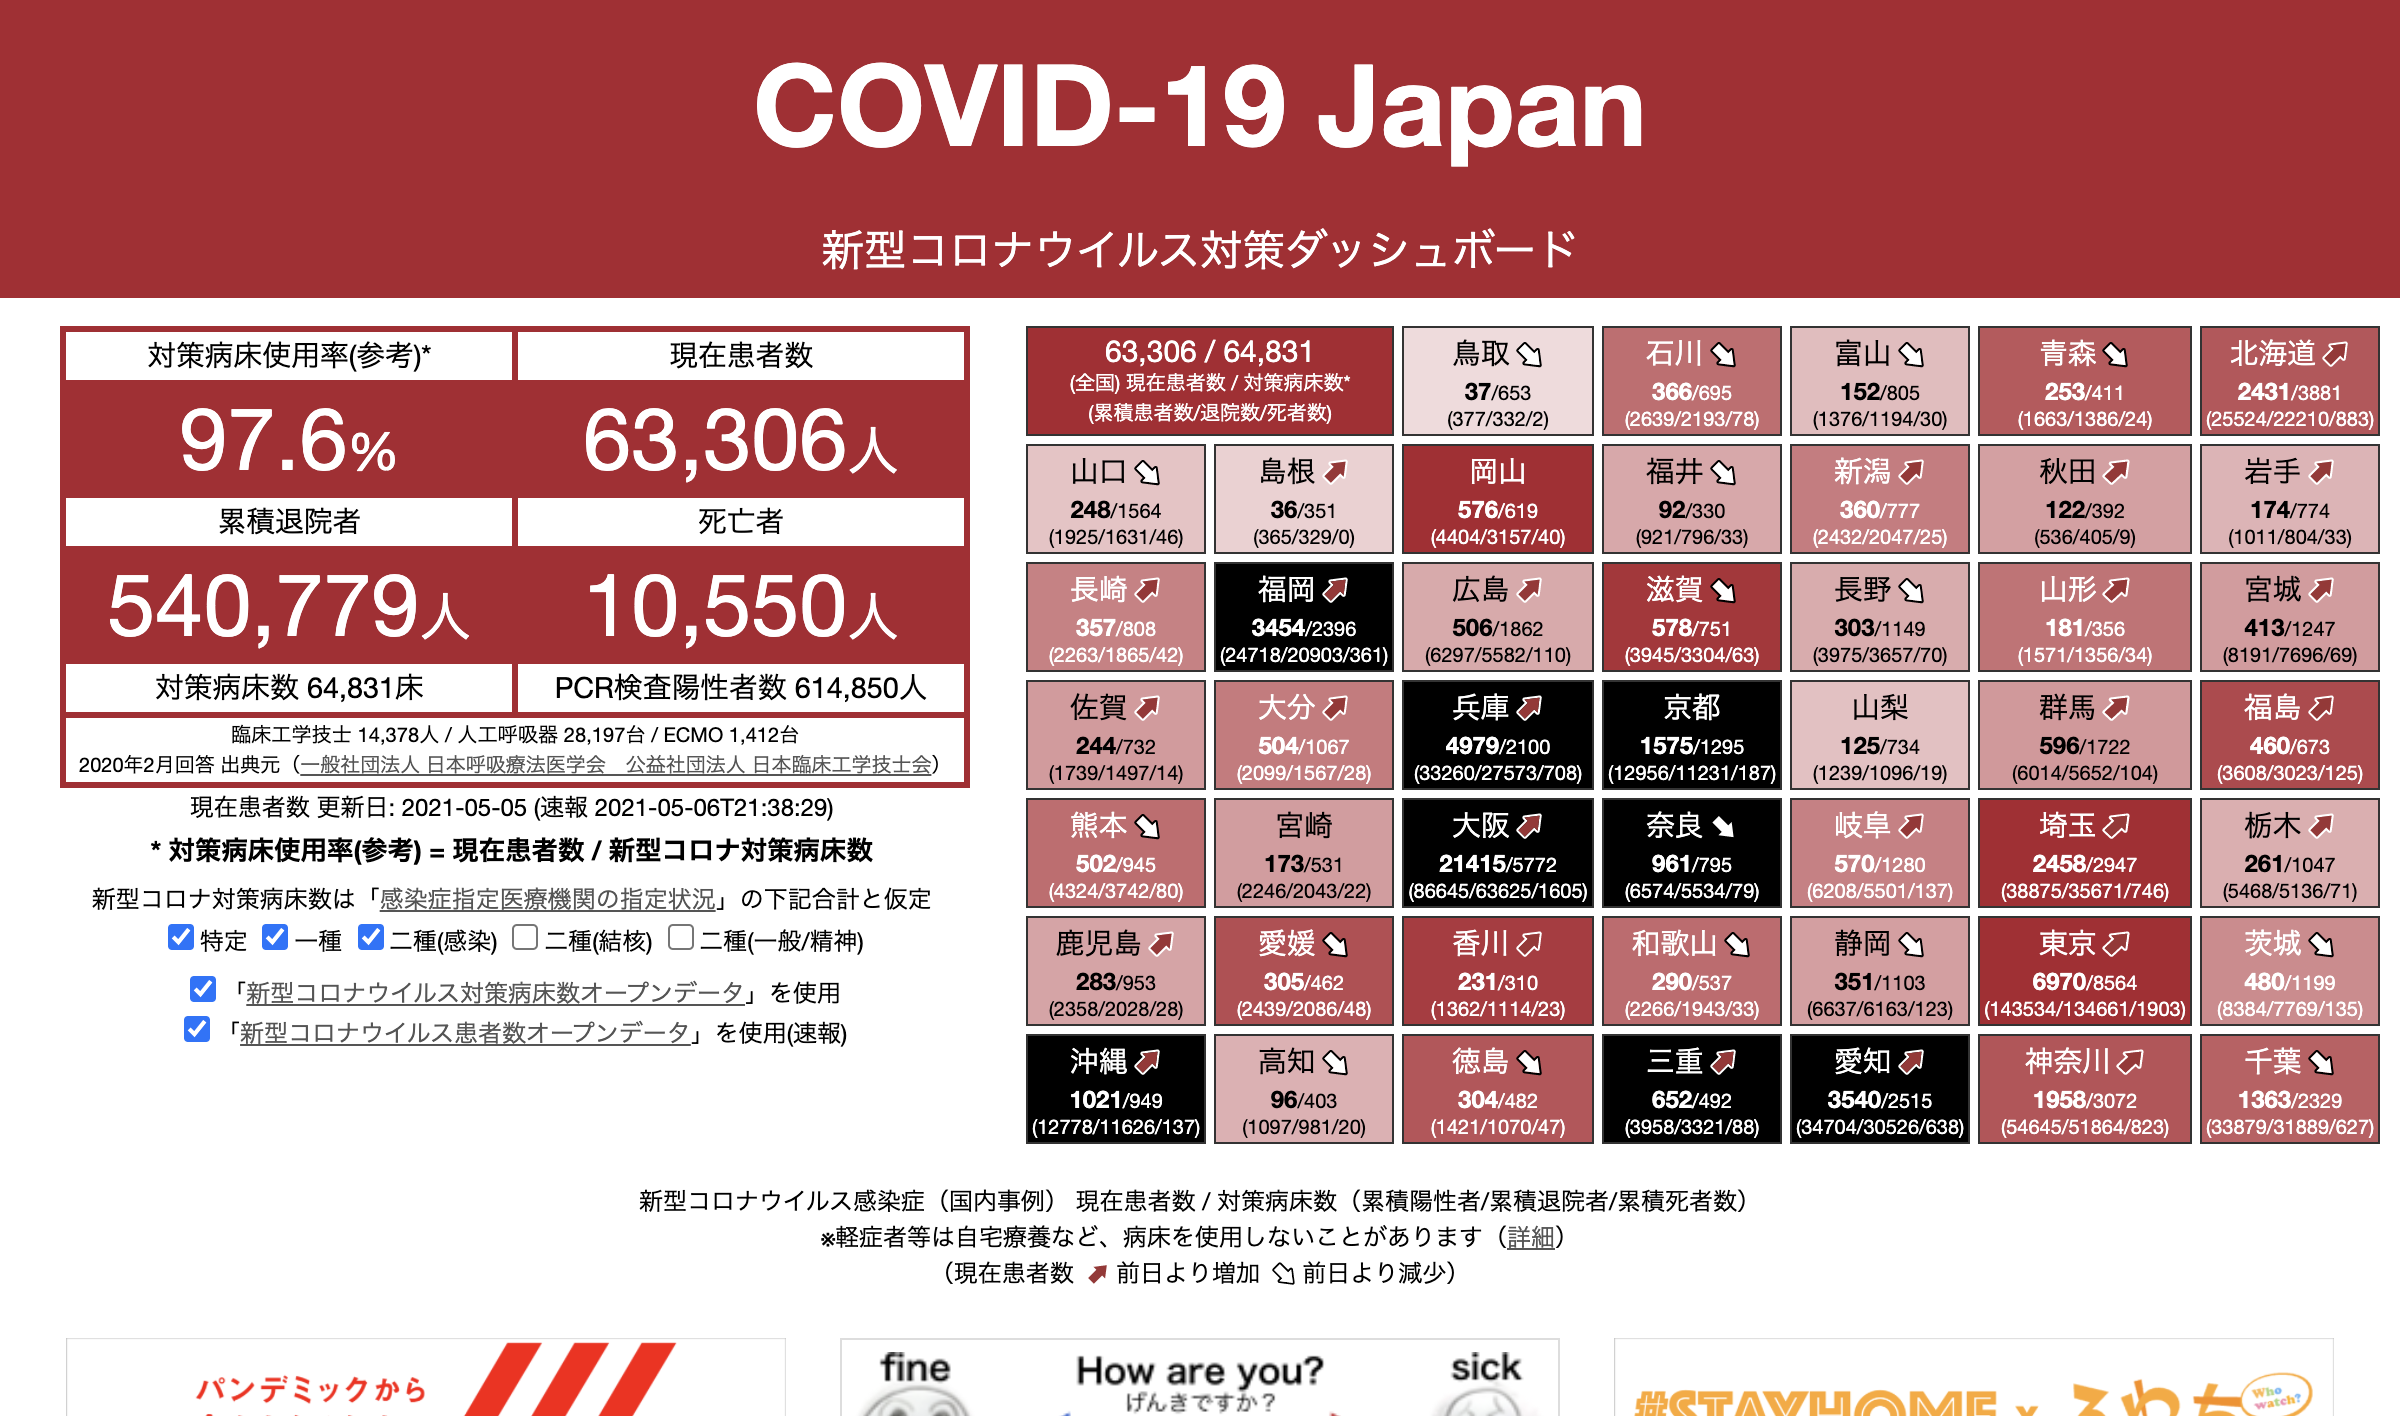 COVID-19 Japan
新型コロナウイルス対策ダッシュボード
対策病床使用率(参考)*
現在患者数
97.6%
63,306人
累積退院者
死亡者
540,779人
10,550人
対策病床数 64,831床
PCR検査陽性者数 614,850人
臨床工学技士 14,378人 / 人工呼吸器 28,197台 / ECMO 1,412台
2020年2月回答 出典元（一般社団法人 日本呼吸療法医学会　公益社団法人 日本臨床工学技士会）
現在患者数 更新日: 2021-05-05 (速報 2021-05-06T21:38:29)
* 対策病床使用率(参考) = 現在患者数 / 新型コロナ対策病床数
新型コロナ対策病床数は「感染症指定医療機関の指定状況」の下記合計と仮定
特定 一種 二種(感染) 二種(結核) 二種(一般/精神)
「新型コロナウイルス対策病床数オープンデータ」を使用
「新型コロナウイルス患者数オープンデータ」を使用(速報)
63,306 / 64,831
(全国) 現在患者数 / 対策病床数*
(累積患者数/退院数/死者数)
鳥取
37/653
(377/332/2)
石川
366/695
(2639/2193/78)
富山
152/805
(1376/1194/30)
青森
253/411
(1663/1386/24)
北海道
2431/3881
(25524/22210/883)
山口
248/1564
(1925/1631/46)
島根
36/351
(365/329/0)
岡山
576/619
(4404/3157/40)
福井
92/330
(921/796/33)
新潟
360/777
(2432/2047/25)
秋田
122/392
(536/405/9)
岩手
174/774
(1011/804/33)
長崎
357/808
(2263/1865/42)
福岡
3454/2396
(24718/20903/361)
広島
506/1862
(6297/5582/110)
滋賀
578/751
(3945/3304/63)
長野
303/1149
(3975/3657/70)
山形
181/356
(1571/1356/34)
宮城
413/1247
(8191/7696/69)
佐賀
244/732
(1739/1497/14)
大分
504/1067
(2099/1567/28)
兵庫
4979/2100
(33260/27573/708)
京都
1575/1295
(12956/11231/187)
山梨
125/734
(1239/1096/19)
群馬
596/1722
(6014/5652/104)
福島
460/673
(3608/3023/125)
熊本
502/945
(4324/3742/80)
宮崎
173/531
(2246/2043/22)
大阪
21415/5772
(86645/63625/1605)
奈良
961/795
(6574/5534/79)
岐阜
570/1280
(6208/5501/137)
埼玉
2458/2947
(38875/35671/746)
栃木
261/1047
(5468/5136/71)
鹿児島
283/953
(2358/2028/28)
愛媛
305/462
(2439/2086/48)
香川
231/310
(1362/1114/23)
和歌山
290/537
(2266/1943/33)
静岡
351/1103
(6637/6163/123)
東京
6970/8564
(143534/134661/1903)
茨城
480/1199
(8384/7769/135)
沖縄
1021/949
(12778/11626/137)
高知
96/403
(1097/981/20)
徳島
304/482
(1421/1070/47)
三重
652/492
(3958/3321/88)
愛知
3540/2515
(34704/30526/638)
神奈川
1958/3072
(54645/51864/823)
千葉
1363/2329
(33879/31889/627)
新型コロナウイルス感染症（国内事例） 現在患者数 / 対策病床数（累積陽性者/累積退院者/累積死者数）
※軽症者等は自宅療養など、病床を使用しないことがあります（詳細）
（現在患者数 前日より増加 前日より減少）
パンデミックから
fine
How are you?
sick
げんきですか？
#STAYHOME x
Who watch?